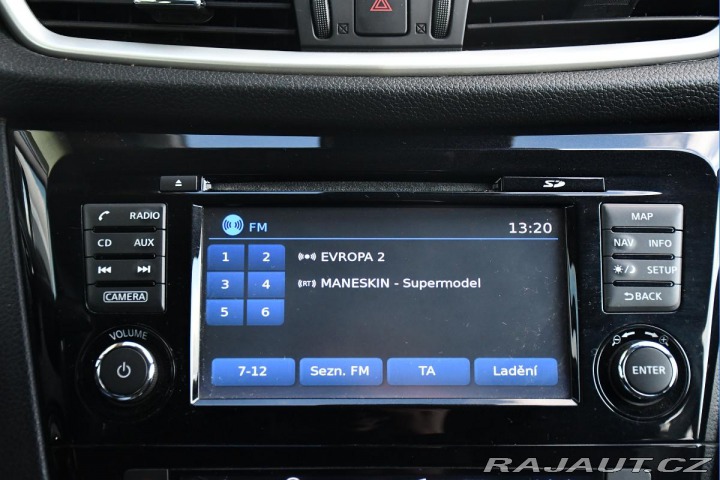 SD
RADIO
CD AUX
CAMERA
VOLUME
FM 13:20
1 2
3 4
5 6
EVROPA 2
RT MANESKIN - Supermodel
7-12 Sezn. FM TA Ladění
MAP
NAV INFO
SETUP
BACK
ENTER
RAJAUT.CZ